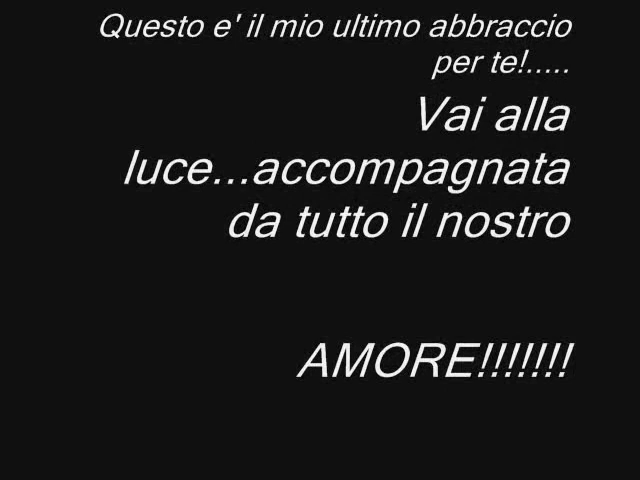 Questo e' il mio ultimo abbraccio
per te!.....
Vai alla
luce...accompagnata
da tutto il nostro
AMORE!!!!!!!